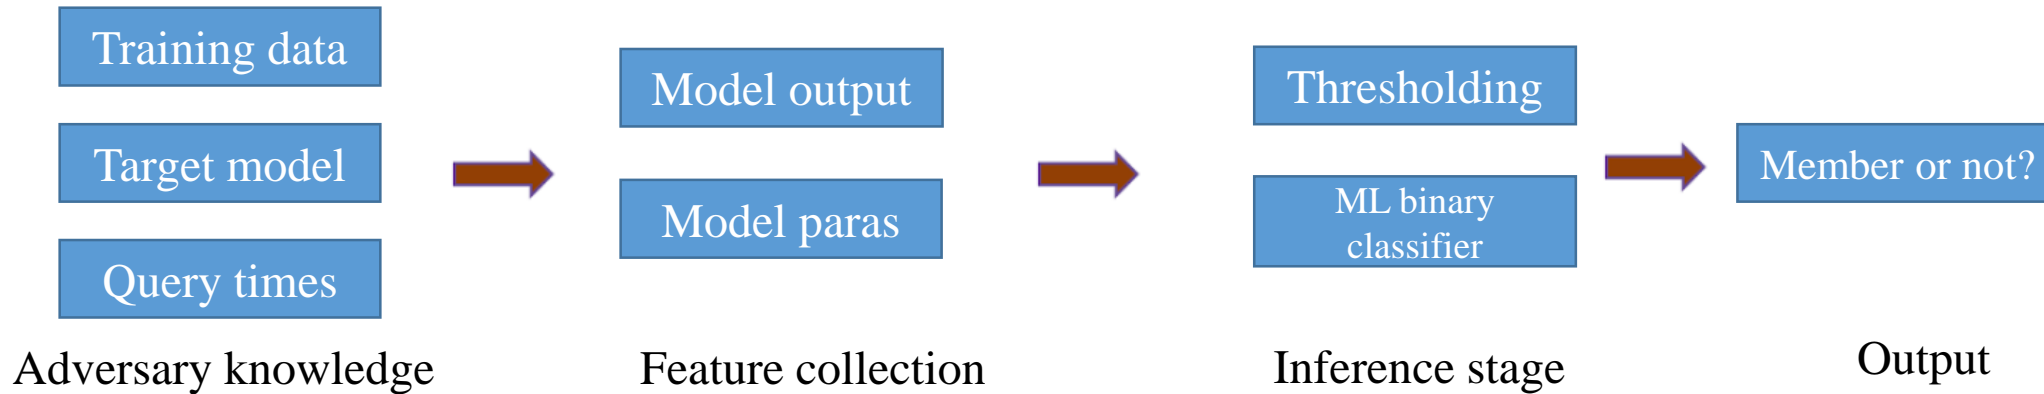 Training data
Target model
Query times
Adversary knowledge
Model output
Model paras
Feature collection
Thresholding
ML binary
classifier
Inference stage
Member or not?
Output